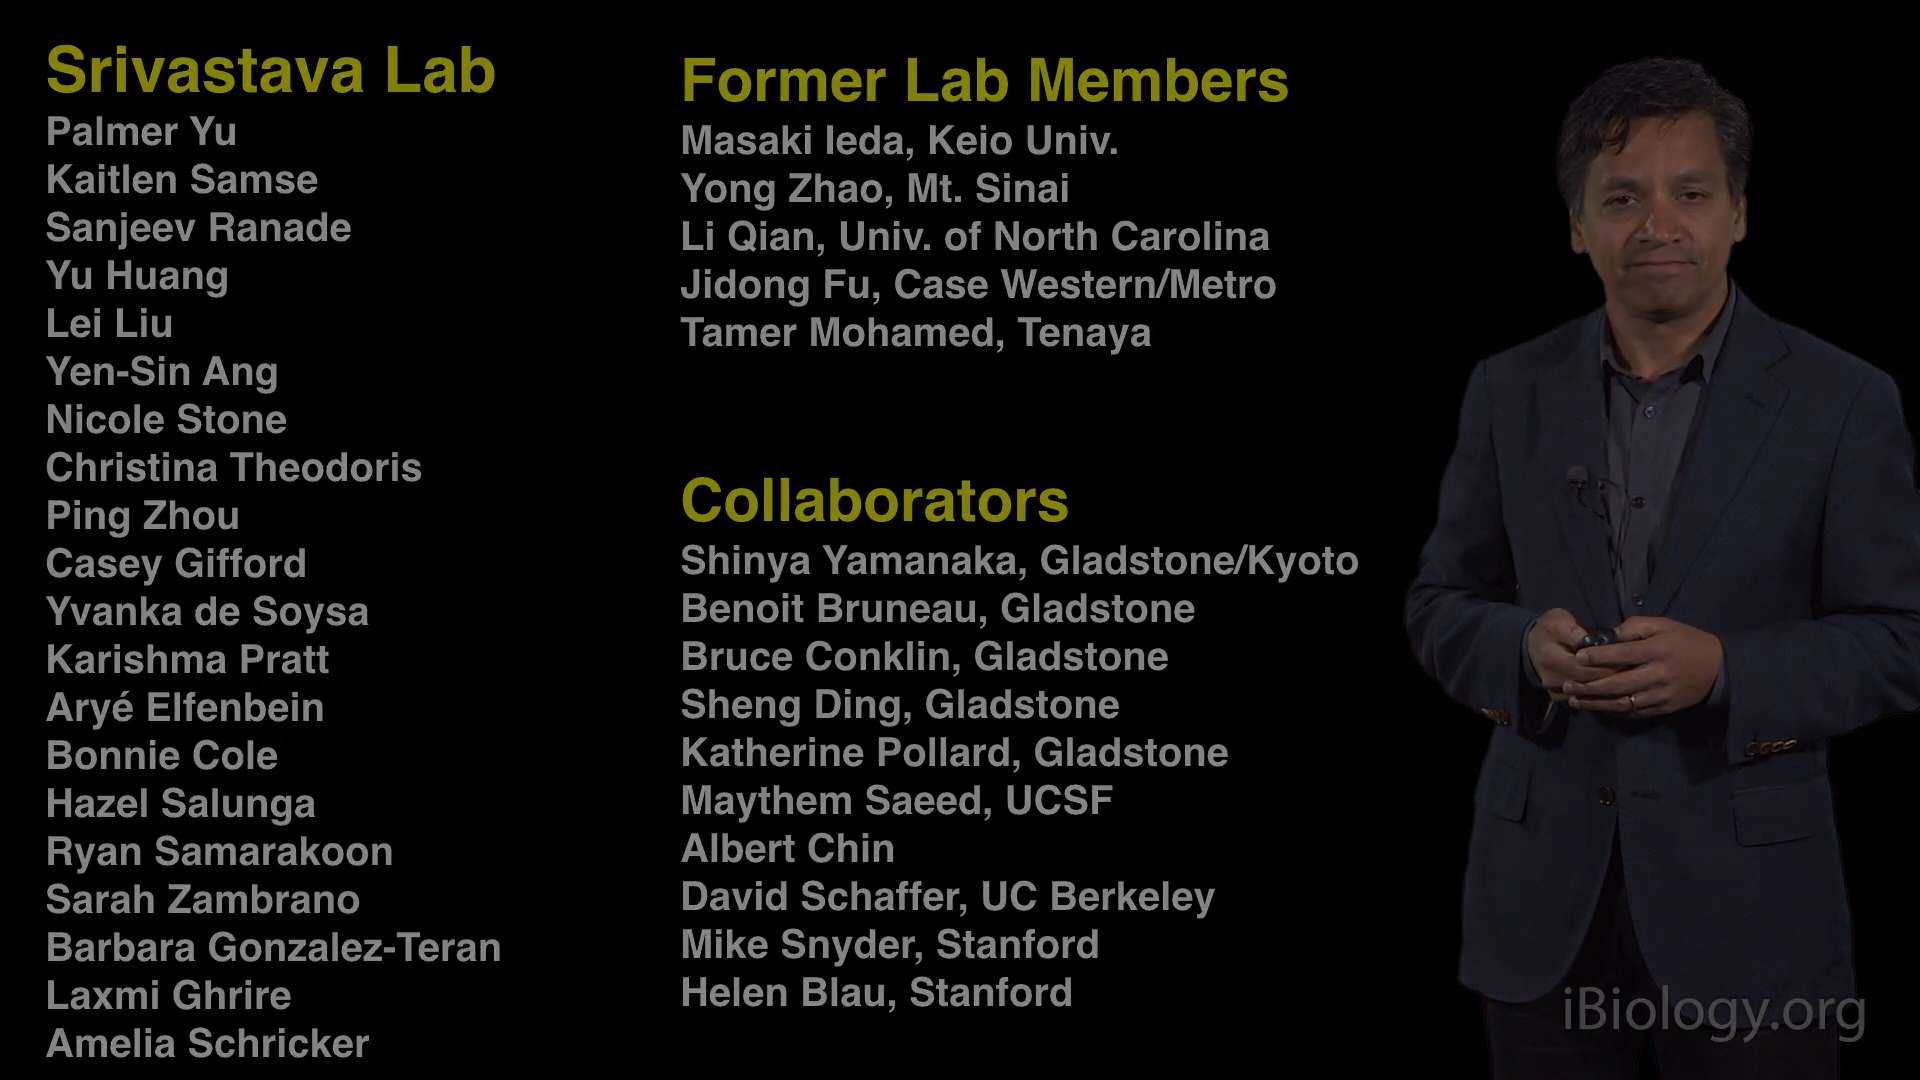 Srivastava Lab
Palmer Yu
Kaitlen Samse
Sanjeev Ranade
Yu Huang
Lei Liu
Yen-Sin Ang
Nicole Stone
Christina Theodoris
Ping Zhou
Casey Gifford
Yvanka de Soysa
Karishma Pratt
Aryé Elfenbein
Bonnie Cole
Hazel Salunga
Ryan Samarakoon
Sarah Zambrano
Barbara Gonzalez-Teran
Laxmi Ghrire
Amelia Schricker
Former Lab Members
Masaki Ieda, Keio Univ.
Yong Zhao, Mt. Sinai
Li Qian, Univ. of North Carolina
Jidong Fu, Case Western/Metro
Tamer Mohamed, Tenaya
Collaborators
Shinya Yamanaka, Gladstone/Kyoto
Benoit Bruneau, Gladstone
Bruce Conklin, Gladstone
Sheng Ding, Gladstone
Katherine Pollard, Gladstone
Maythem Saeed, UCSF
Albert Chin
David Schaffer, UC Berkeley
Mike Snyder, Stanford
Helen Blau, Stanford
iBiology.org